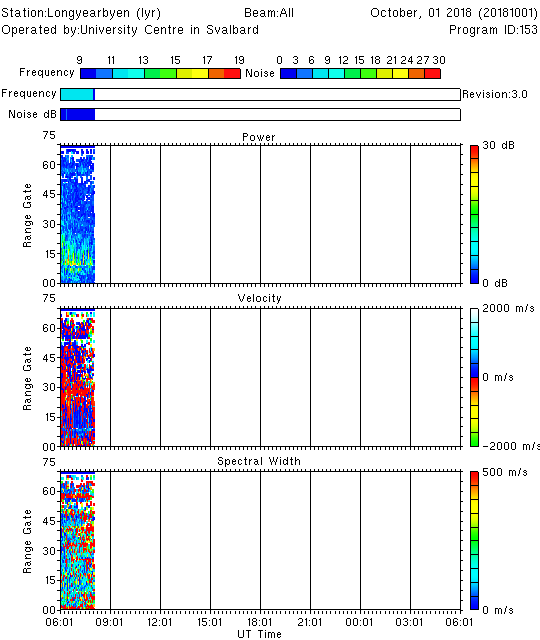 Station:Longyearbyen (lyr) Beam:All October, 01 2018 (20181001)
Operated by:University Centre in Svalbard Program ID:153
9 11 13 15 17 19 0 3 6 9 12 15 18 21 24 27 30
Frequency Noise
Frequency Revision:3.0
Noise dB
Power
75 60 45 30 15 00
Range Gate
30 dB
0 dB
Velocity
75 60 45 30 15 00
Range Gate
2000 m/s
0 m/s
-2000 m/s
Spectral Width
75 60 45 30 15 00
Range Gate
500 m/s
0 m/s
06:01 09:01 12:01 15:01 18:01 21:01 00:01 03:01 06:01
UT Time